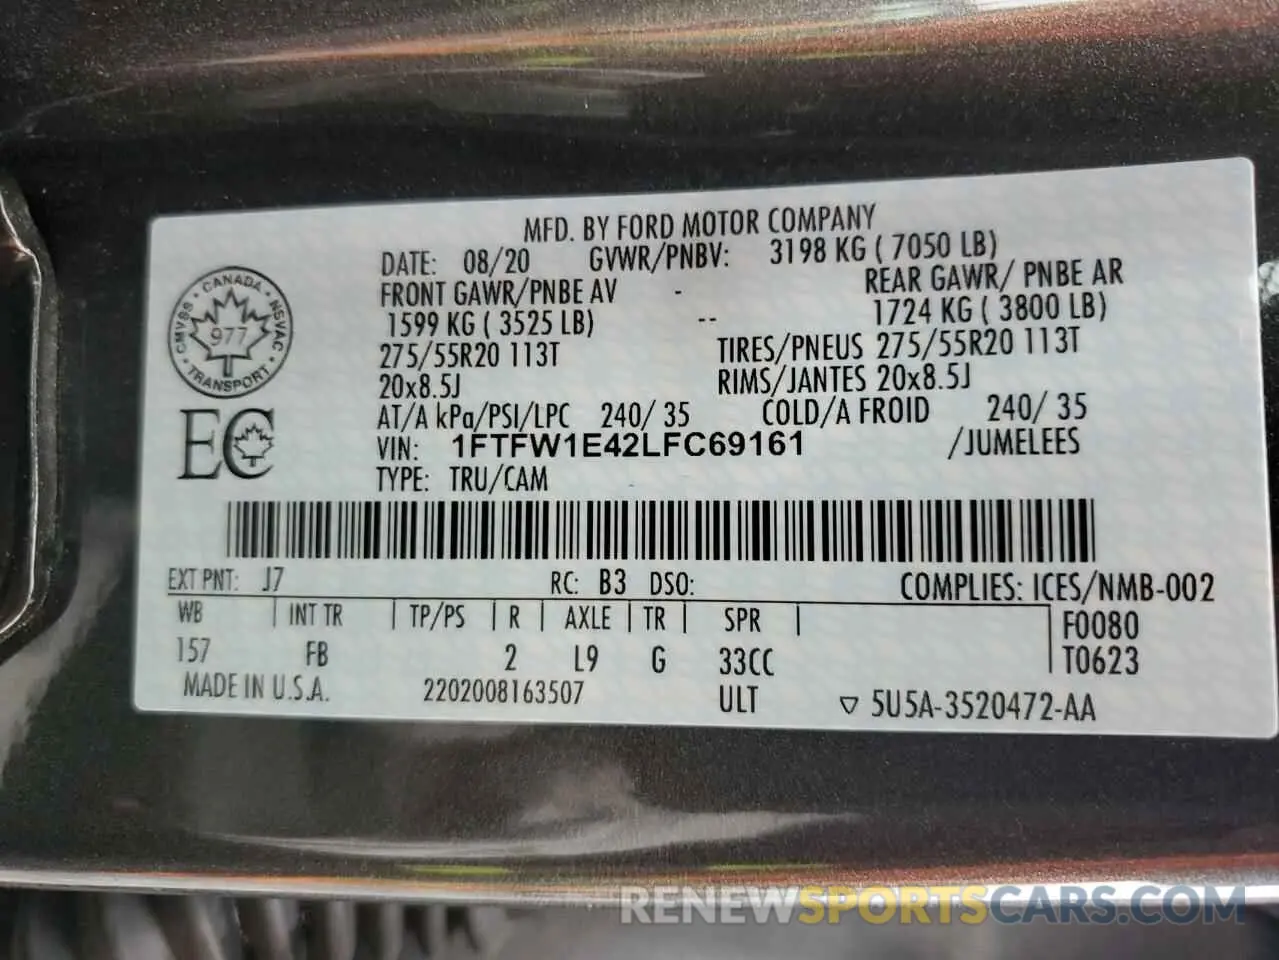 MFD. BY FORD MOTOR COMPANY
DATE: 08/20 GVWR/PNBV: 3198 KG ( 7050 LB)
FRONT GAWR/PNBE AV - REAR GAWR/ PNBE AR
1599 KG ( 3525 LB) -- 1724 KG ( 3800 LB)
275/55R20 113T TIRES/PNEUS 275/55R20 113T
20x8.5J RIMS/JANTES 20x8.5J
AT/A kPa/PSI/LPC 240/ 35 COLD/A FROID 240/ 35
VIN: 1FTFW1E42LFC69161 /JUMELEES
TYPE: TRU/CAM
CANADA
CMVSS NSVAC
977
TRANSPORT
EC
EXT PNT: J7 RC: B3 DSO: COMPLIES: ICES/NMB-002
WB | INT TR | TP/PS | R | AXLE | TR | SPR | F0080
157 FB 2 L9 G 33CC T0623
MADE IN U.S.A. 2202008163507 ULT ▽ 5U5A-3520472-AA
RENEWSPORTSCARS.COM